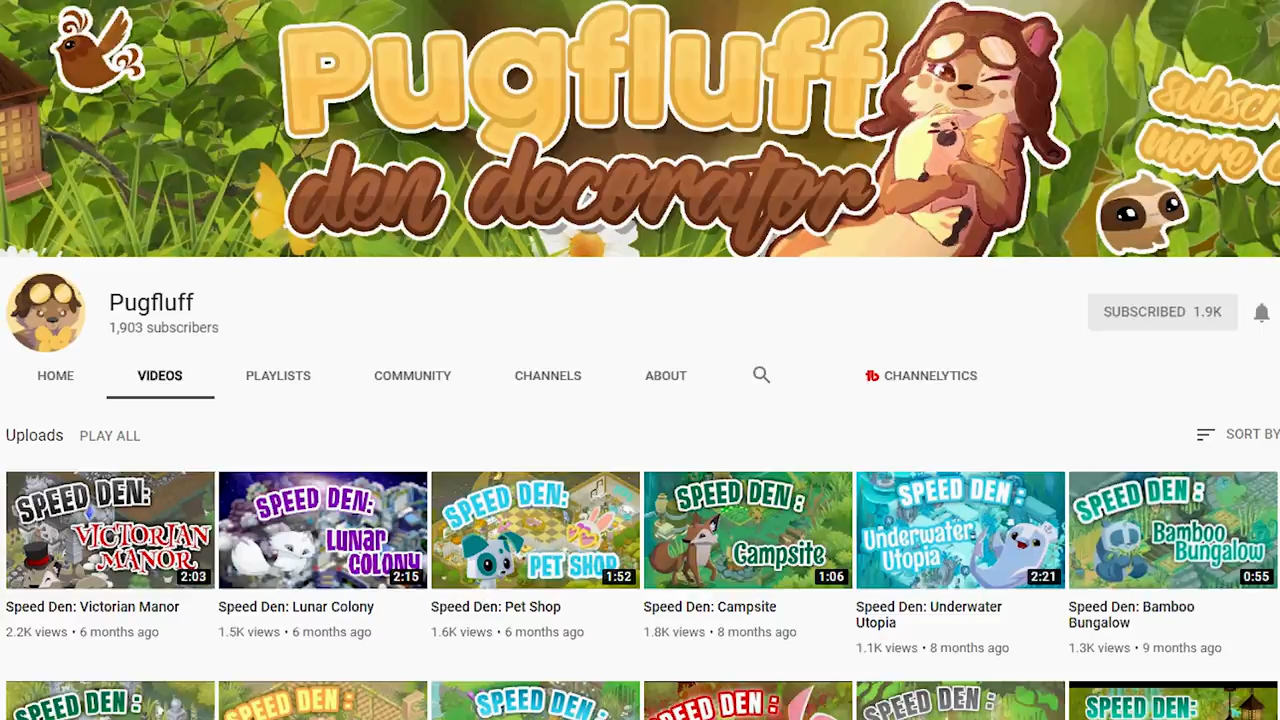 Pugfluff
den decorator
subscr
more
Pugfluff
1,903 subscribers
SUBSCRIBED 1.9K
HOME VIDEOS PLAYLISTS COMMUNITY CHANNELS ABOUT CHANNELYTICS
Uploads PLAY ALL SORT BY
SPEED DEN:
VICTORIAN
MANOR
2:03
SPEED DEN:
LUNAR
COLONY
2:15
SPEED DEN:
PET SHOP
1:52
SPEED DEN:
Campsite
1:06
SPEED DEN:
Underwater
Utopia
2:21
SPEED DEN:
Bamboo
Bungalow
0:55
Speed Den: Victorian Manor
2.2K views • 6 months ago
Speed Den: Lunar Colony
1.5K views • 6 months ago
Speed Den: Pet Shop
1.6K views • 6 months ago
Speed Den: Campsite
1.8K views • 8 months ago
Speed Den: Underwater
Utopia
1.1K views • 8 months ago
Speed Den: Bamboo
Bungalow
1.3K views • 9 months ago
SPEED DEN:
SPEED DEN:
SPEED DEN:
SPEED DEN:
SPEED DEN:
SPEED DEN: